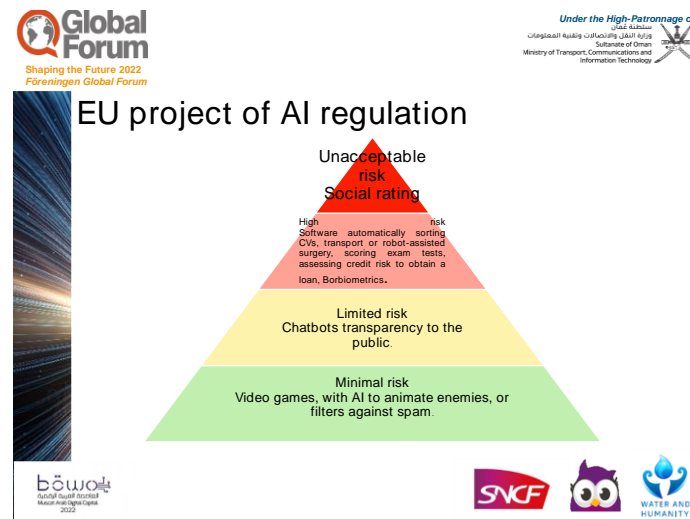 Global
Forum
Shaping the Future 2022
Föreningen Global Forum
Under the High-Patronage o
سلطنة عُمان
وزارة النقل والاتصالات وتقنية المعلومات
Sultanate of Oman
Ministry of Transport, Communications and
Information Technology
EU project of AI regulation
Unacceptable
risk
Social rating
High risk
Software automatically sorting
CVs, transport or robot-assisted
surgery, scoring exam tests,
assessing credit risk to obtain a
loan, Borbiometrics.
Limited risk
Chatbots transparency to the
public.
Minimal risk
Video games, with AI to animate enemies, or
filters against spam.
Muscat Arab Digital Capital
2022
SNCF
WATER AND
HUMANITY